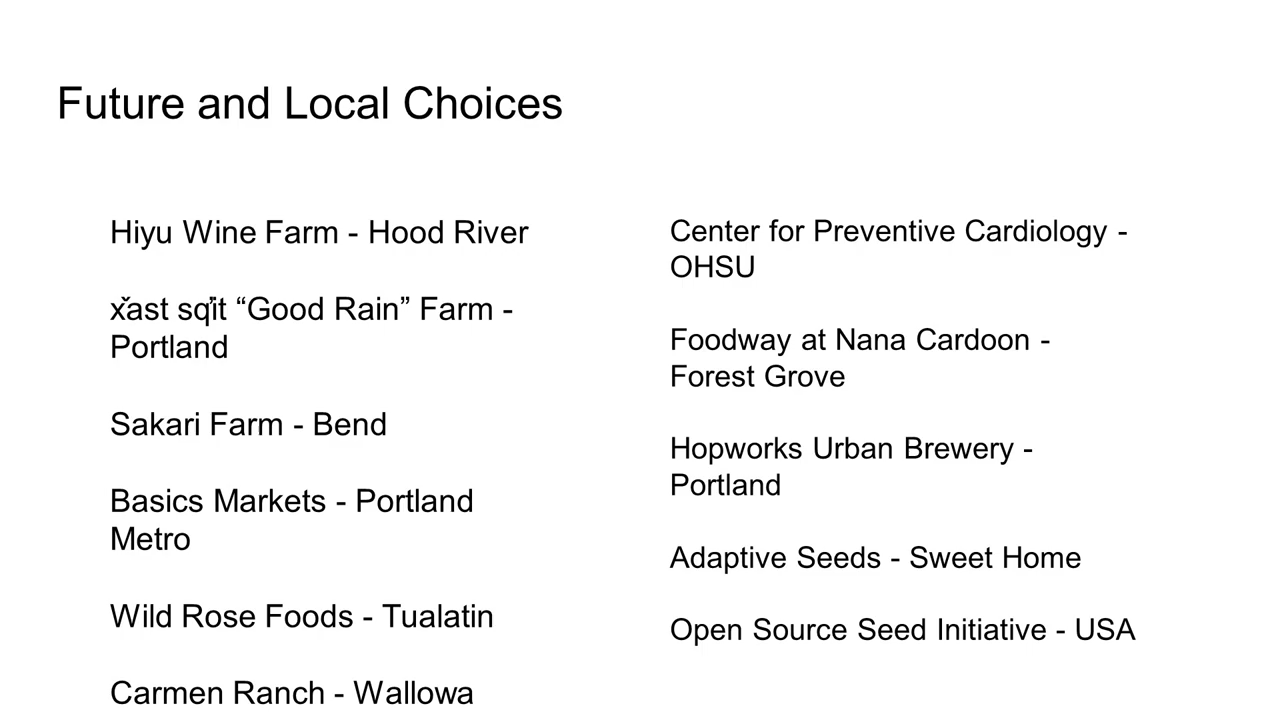 Future and Local Choices
Hiyu Wine Farm - Hood River
x̌ast sq̓it “Good Rain” Farm -
Portland
Sakari Farm - Bend
Basics Markets - Portland
Metro
Wild Rose Foods - Tualatin
Carmen Ranch - Wallowa
Center for Preventive Cardiology -
OHSU
Foodway at Nana Cardoon -
Forest Grove
Hopworks Urban Brewery -
Portland
Adaptive Seeds - Sweet Home
Open Source Seed Initiative - USA